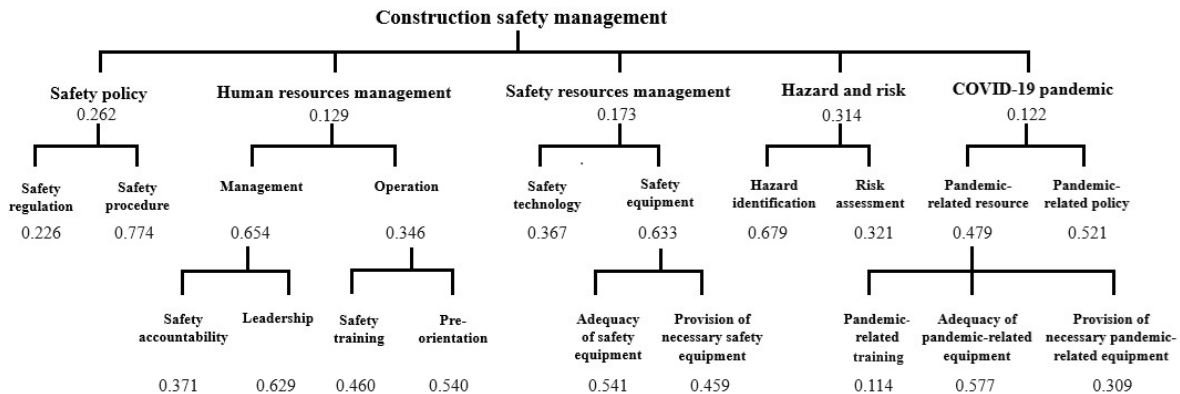 Construction safety management
Safety policy Human resources management Safety resources management Hazard and risk COVID-19 pandemic
0.262 0.129 0.173 0.314 0.122
Safety regulation
Safety procedure
Management
Operation
Safety technology
Safety equipment
Hazard identification
Risk assessment
Pandemic-related resource
Pandemic-related policy
0.226 0.774 0.654 0.346 0.367 0.633 0.679 0.321 0.479 0.521
Safety accountability
Leadership
Safety training
Pre-orientation
Adequacy of safety equipment
Provision of necessary safety equipment
Pandemic-related training
Adequacy of pandemic-related equipment
Provision of necessary pandemic-related equipment
0.371 0.629 0.460 0.540 0.541 0.459 0.114 0.577 0.309